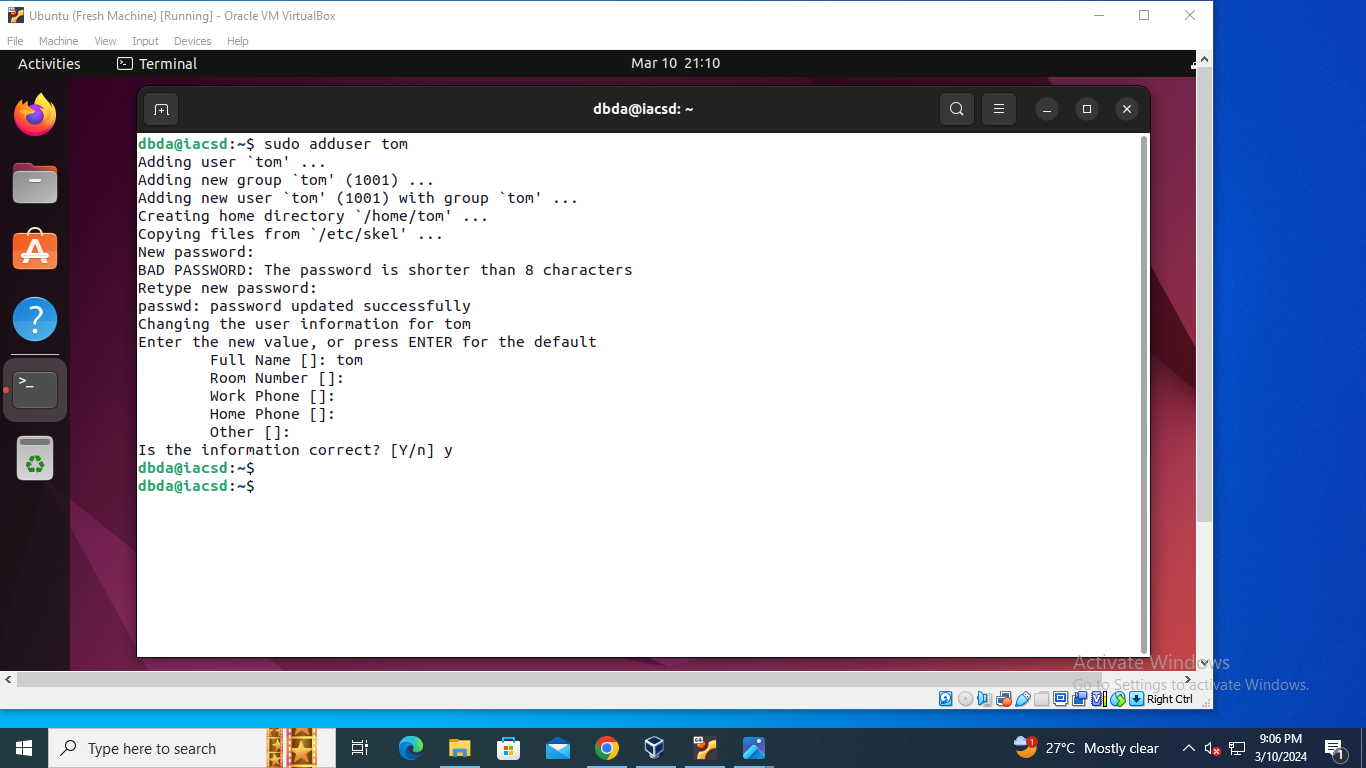 Ubuntu (Fresh Machine) [Running] - Oracle VM VirtualBox
File Machine View Input Devices Help
Activities Terminal Mar 10 21:10
dbda@iacsd: ~
dbda@iacsd:~$ sudo adduser tom
Adding user `tom' ...
Adding new group `tom' (1001) ...
Adding new user `tom' (1001) with group `tom' ...
Creating home directory `/home/tom' ...
Copying files from `/etc/skel' ...
New password:
BAD PASSWORD: The password is shorter than 8 characters
Retype new password:
passwd: password updated successfully
Changing the user information for tom
Enter the new value, or press ENTER for the default
Full Name []: tom
Room Number []:
Work Phone []:
Home Phone []:
Other []:
Is the information correct? [Y/n] y
dbda@iacsd:~$
dbda@iacsd:~$
Activate Windows
Go to Settings to activate Windows.
Right Ctrl
Type here to search
1
27°C Mostly clear
9:06 PM
3/10/2024
1